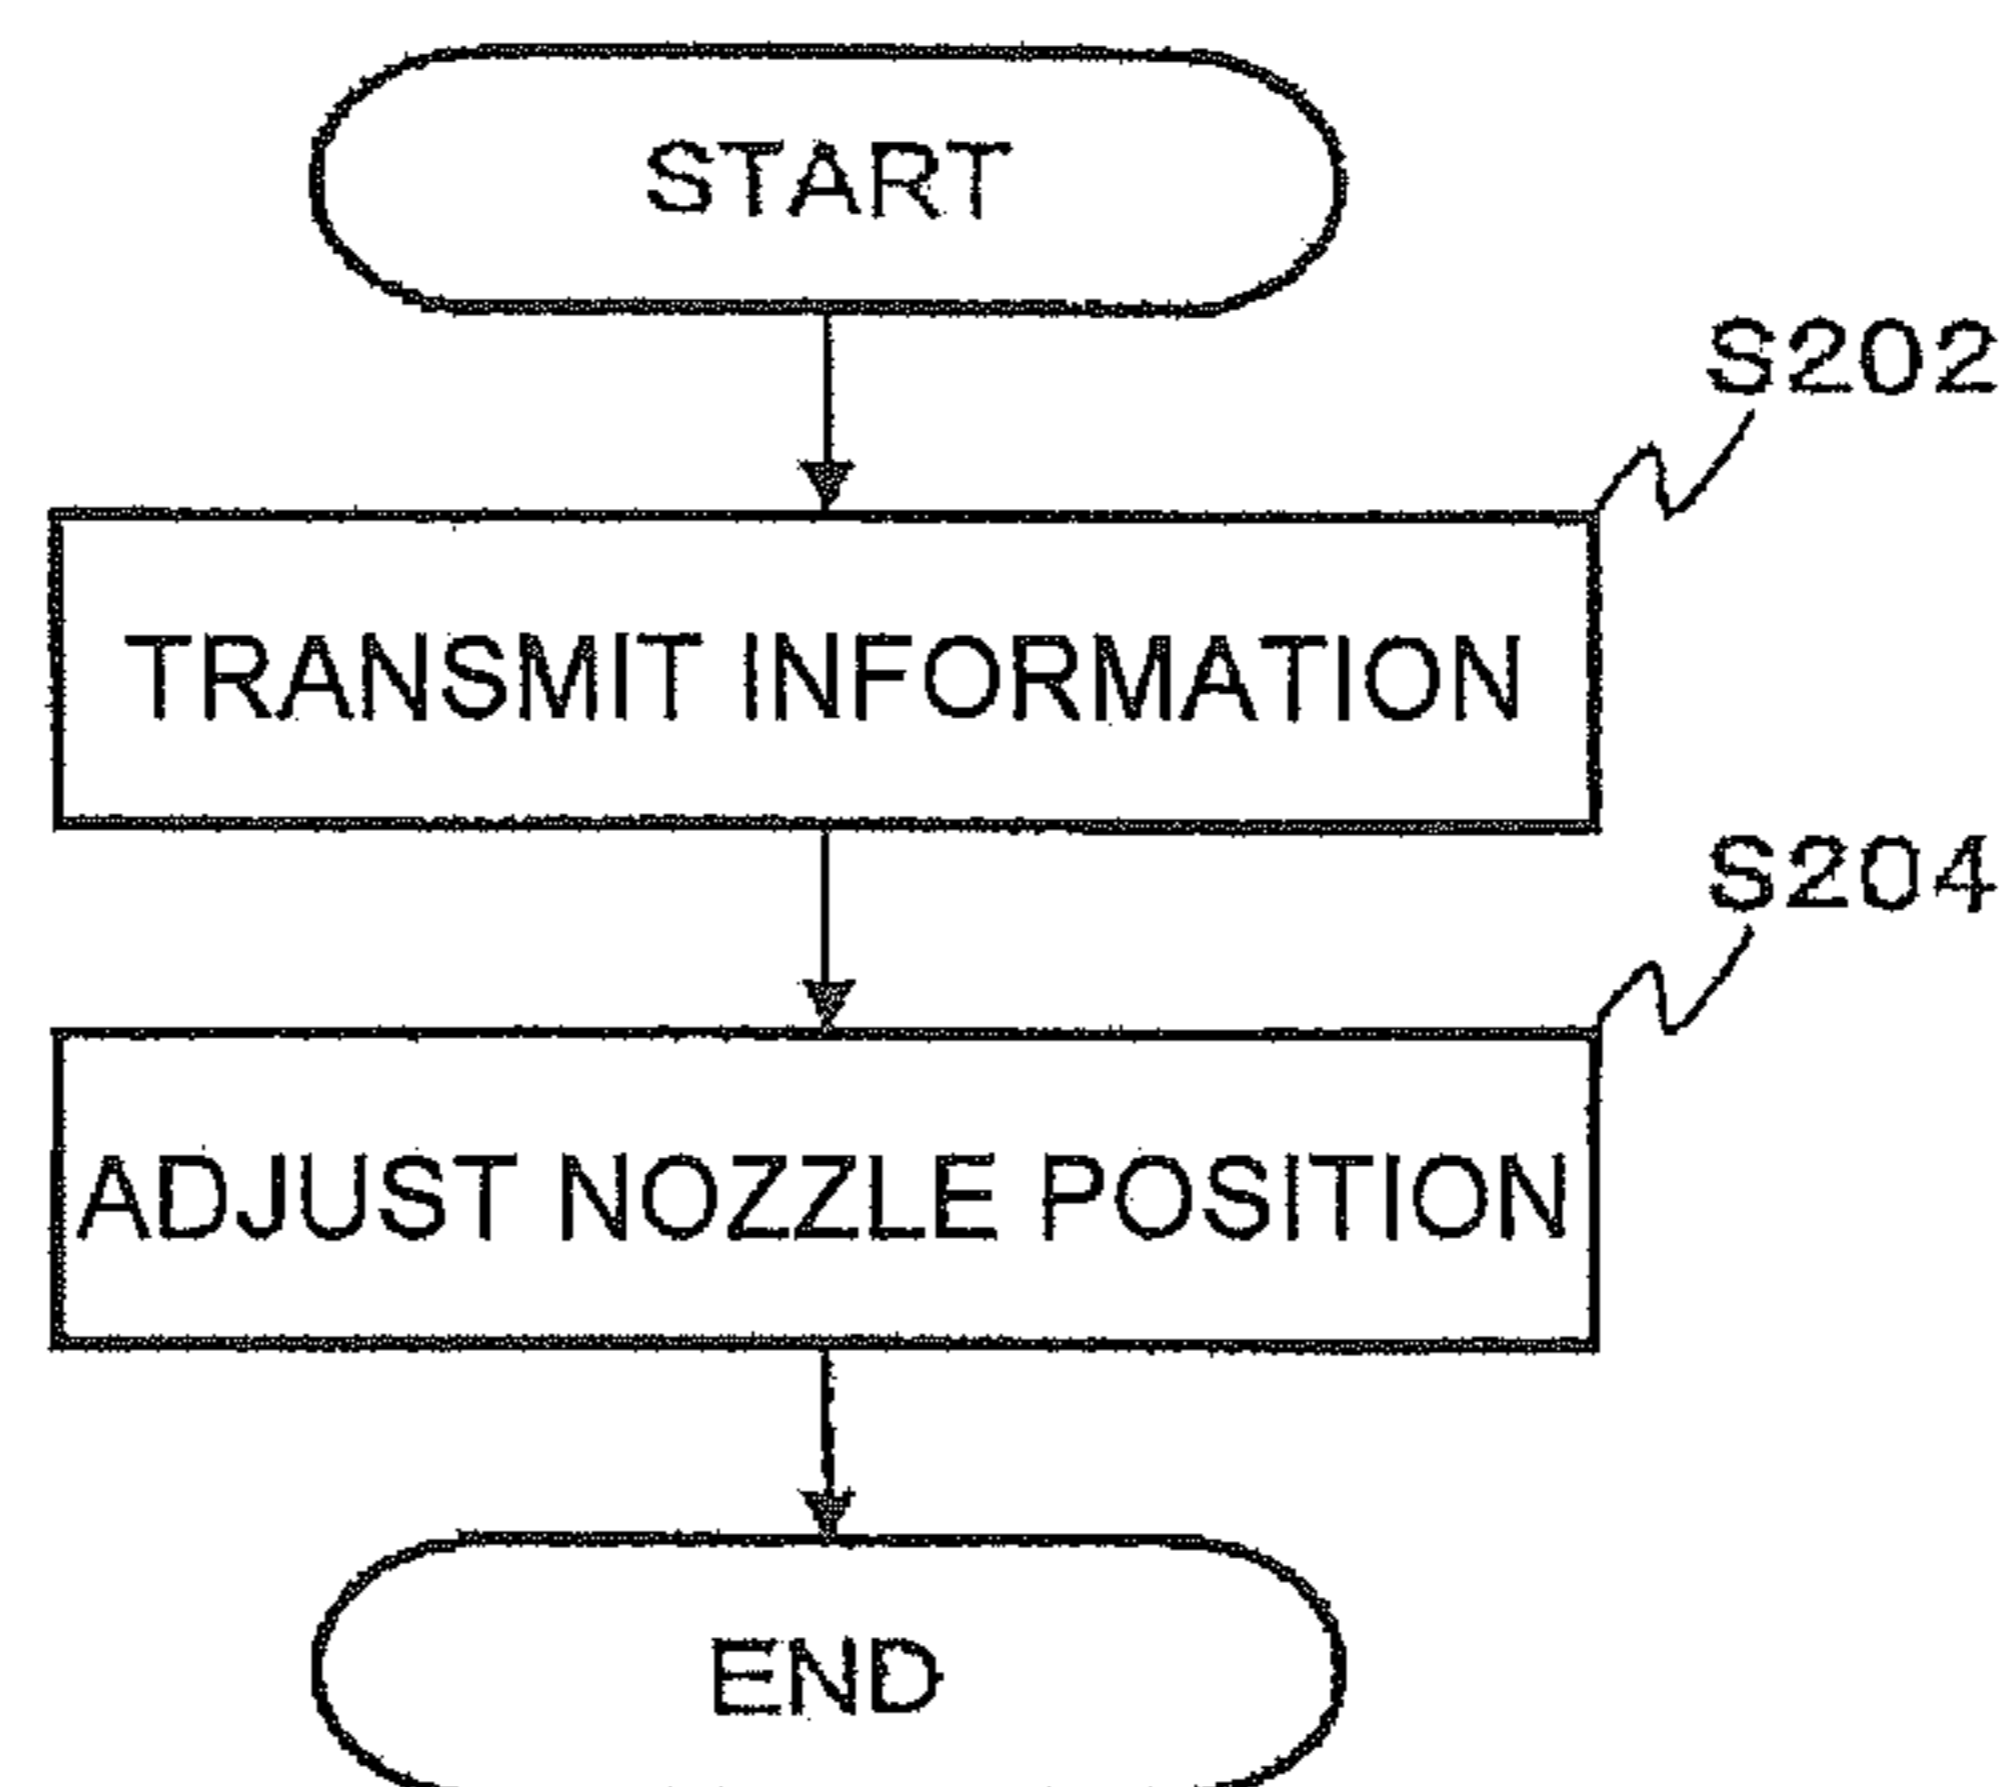 START
S202
TRANSMIT INFORMATION
S204
ADJUST NOZZLE POSITION
END